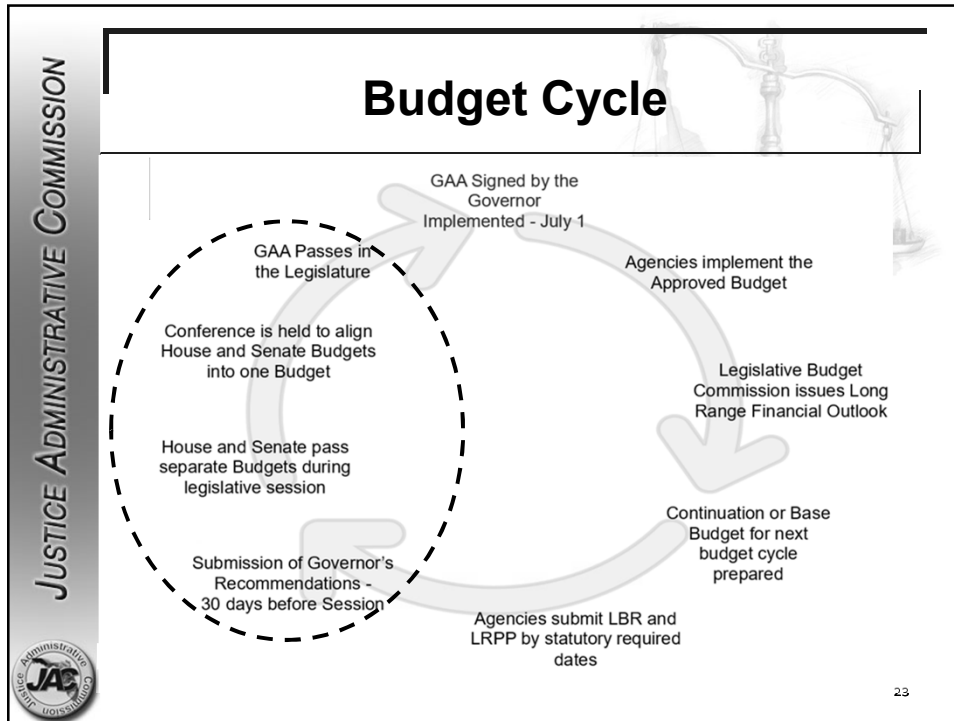 JUSTICE ADMINISTRATIVE COMMISSION
Budget Cycle
GAA Signed by the
Governor
Implemented - July 1
Agencies implement the
Approved Budget
Legislative Budget
Commission issues Long
Range Financial Outlook
Continuation or Base
Budget for next
budget cycle
prepared
Agencies submit LBR and
LRPP by statutory required
dates
Submission of Governor's
Recommendations -
30 days before Session
House and Senate pass
separate Budgets during
legislative session
Conference is held to align
House and Senate Budgets
into one Budget
GAA Passes in
the Legislature
Justice Administrative Commission
JAC
23